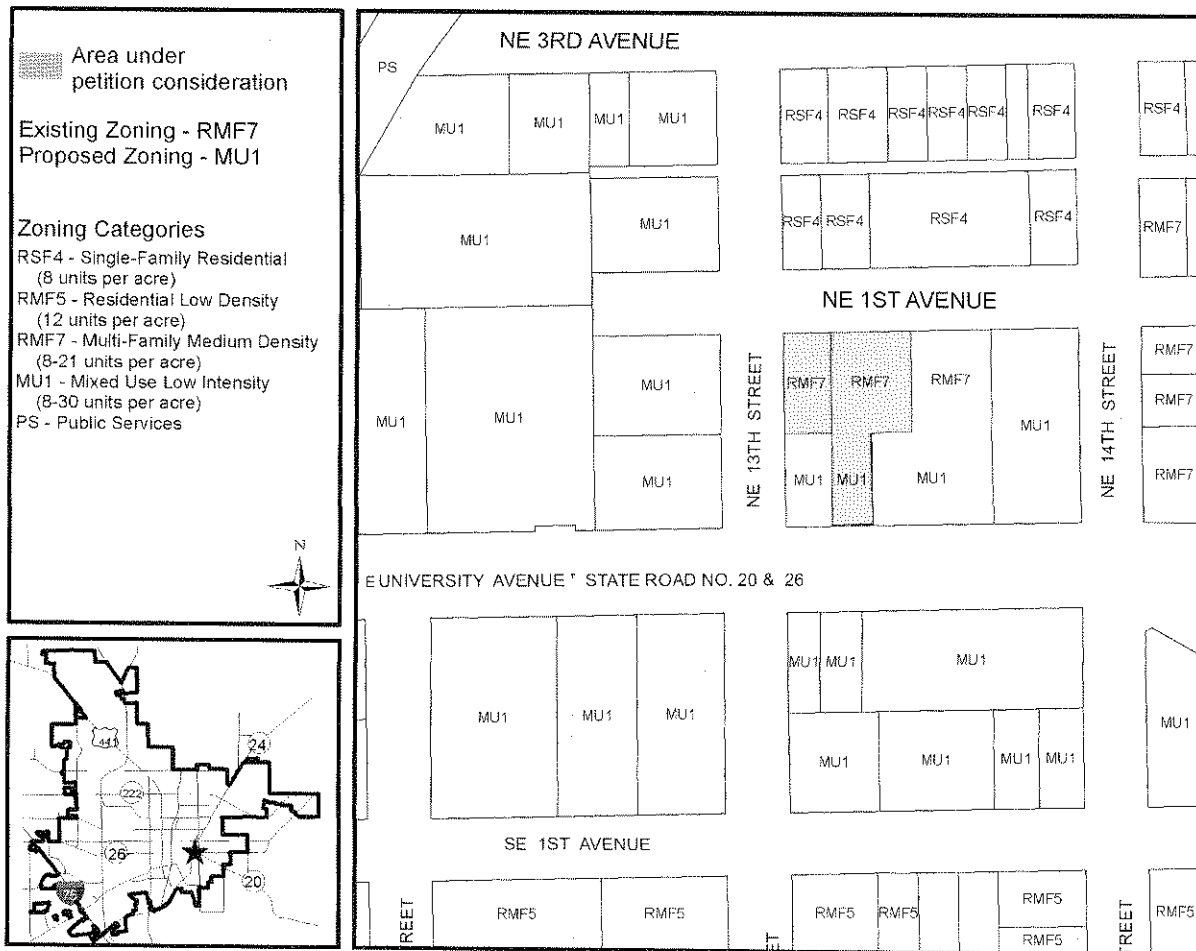 Area under
petition consideration
Existing Zoning - RMF7
Proposed Zoning - MU1
Zoning Categories
RSF4 - Single-Family Residential
(8 units per acre)
RMF5 - Residential Low Density
(12 units per acre)
RMF7 - Multi-Family Medium Density
(8-21 units per acre)
MU1 - Mixed Use Low Intensity
(8-30 units per acre)
PS - Public Services
N
441
24
222
26
20
NE 3RD AVENUE
PS
MU1 MU1 MU1 MU1
RSF4 RSF4 RSF4 RSF4 RSF4 RSF4
RSF4
MU1 MU1
RSF4 RSF4 RSF4 RSF4
RMF7
NE 1ST AVENUE
MU1 MU1 MU1
MU1
NE 13TH STREET
RMF7 RMF7 RMF7
MU1
MU1 MU1 MU1
NE 14TH STREET
RMF7
RMF7
RMF7
E UNIVERSITY AVENUE STATE ROAD NO. 20 & 26
MU1 MU1 MU1
MU1 MU1 MU1
MU1 MU1 MU1 MU1
MU1
SE 1ST AVENUE
REET
RMF5 RMF5
ET
RMF5 RMF5 RMF5
RMF5
TREET
RMF5